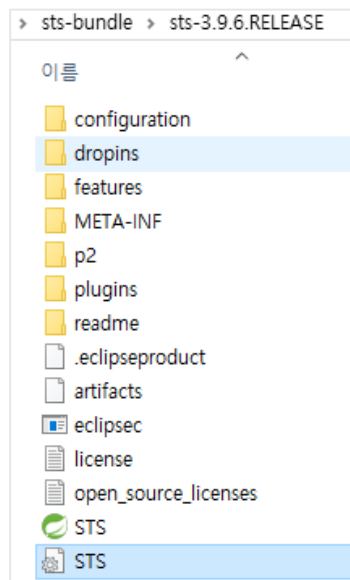 sts-bundle > sts-3.9.6.RELEASE
이름
configuration
dropins
features
META-INF
p2
plugins
readme
.eclipseproduct
artifacts
eclipsec
license
open_source_licenses
STS
STS